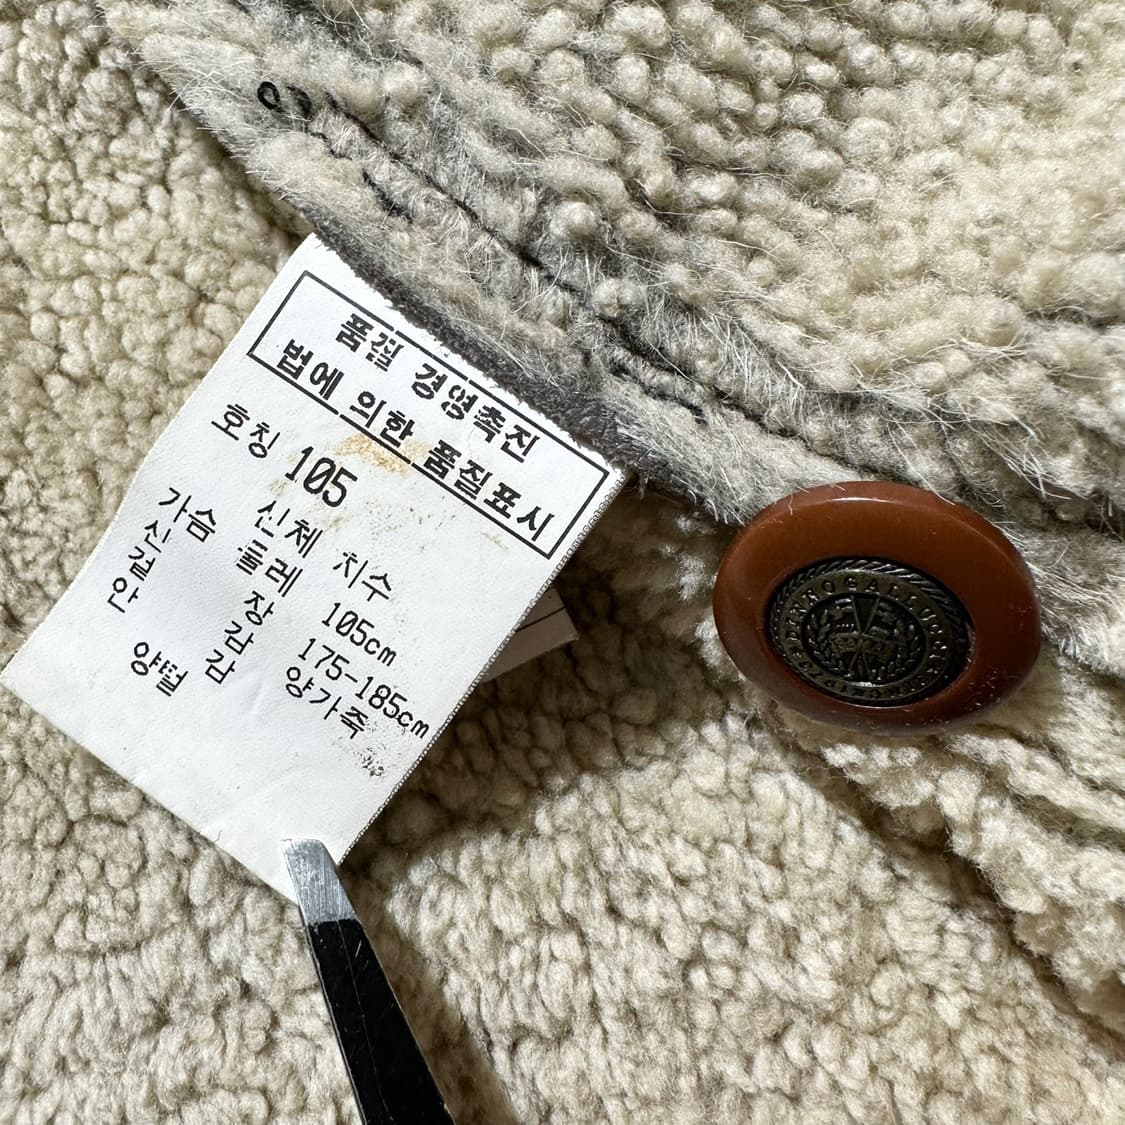 품질 경영촉진
법에 의한 품질표시
호칭 105
신체 치수
가슴 둘레 105cm
신 장 175-185cm
겉 감 양가죽
안 감
양털